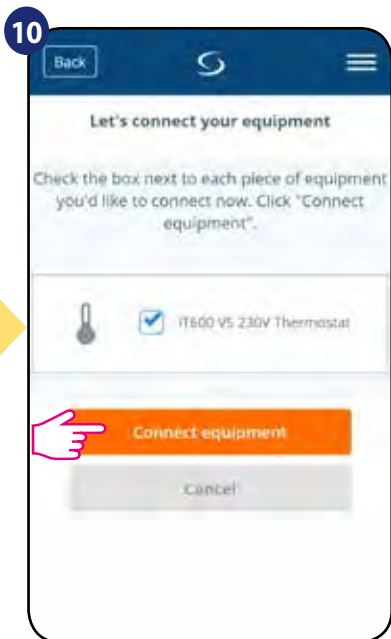 10
Back
Let's connect your equipment
Check the box next to each piece of equipment
you'd like to connect now. Click "Connect
equipment".
iT600 VS 230V Thermostat
Connect equipment
Cancel